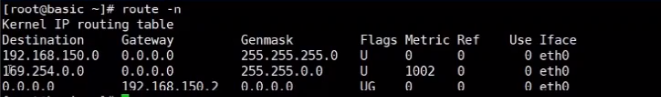 [root@basic ~]# route -n
Kernel IP routing table
Destination Gateway Genmask Flags Metric Ref Use Iface
192.168.150.0 0.0.0.0 255.255.255.0 U 0 0 0 eth0
169.254.0.0 0.0.0.0 255.255.0.0 U 1002 0 0 eth0
0.0.0.0 192.168.150.2 0.0.0.0 UG 0 0 0 eth0
[root@basic ~]#